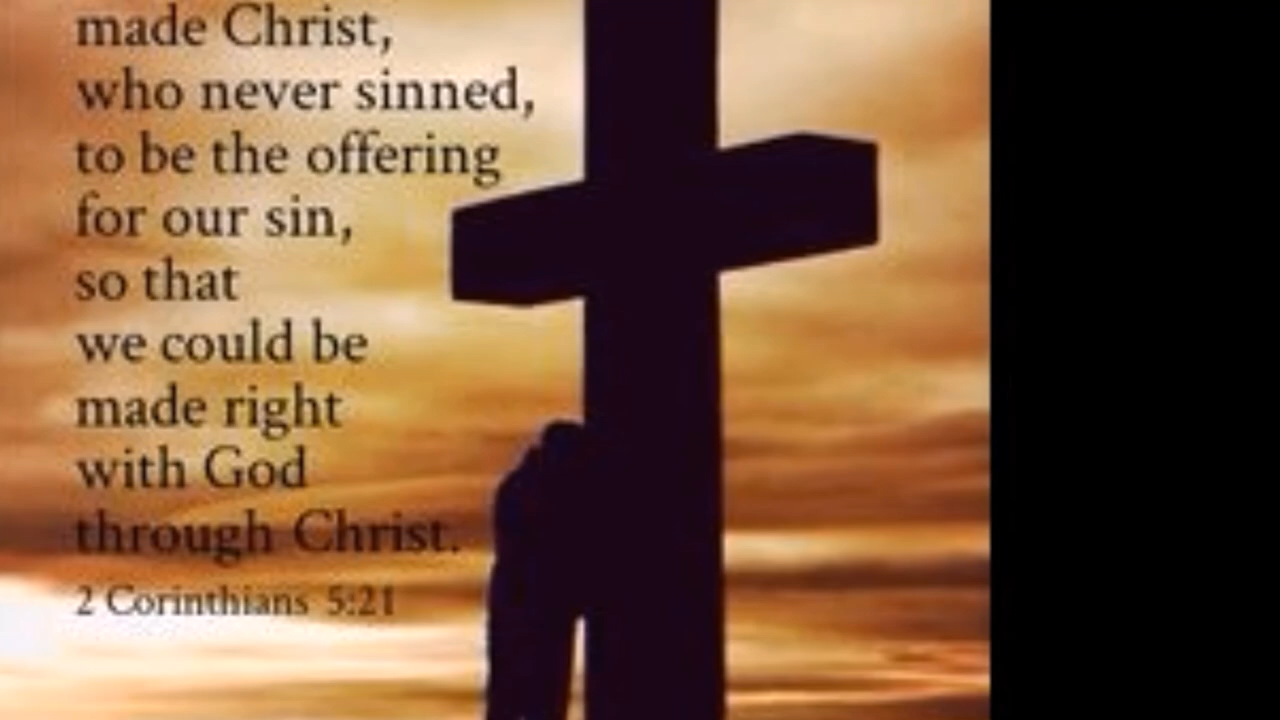 made Christ,
who never sinned,
to be the offering
for our sin,
so that
we could be
made right
with God
through Christ.
2 Corinthians 5:21